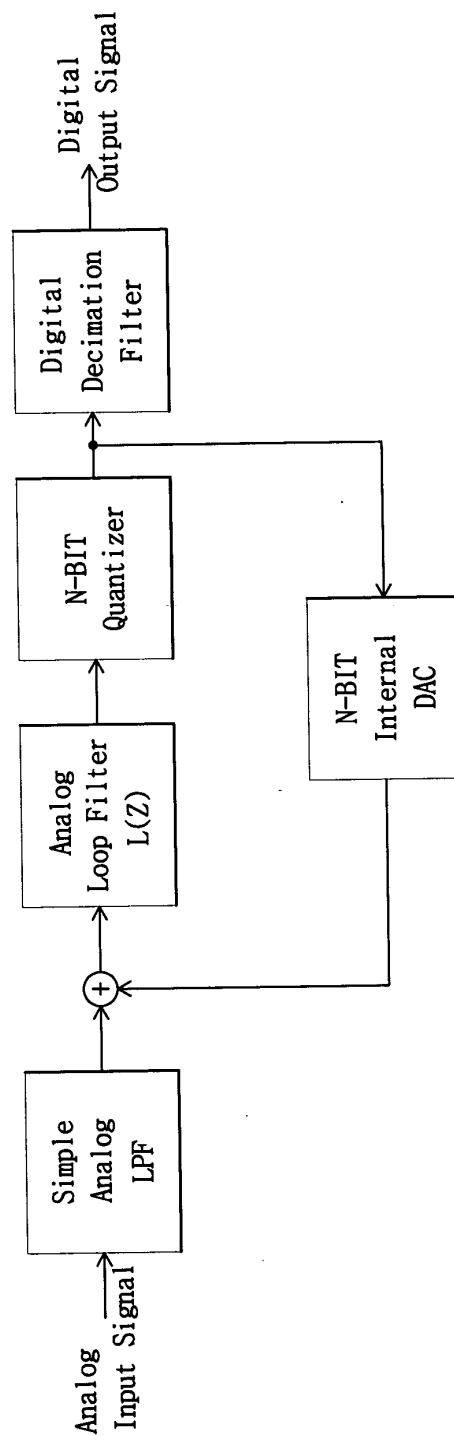 Analog
Input Signal
Simple
Analog
LPF
+
Analog
Loop Filter
L(Z)
N-BIT
Quantizer
Digital
Decimation
Filter
Digital
Output Signal
N-BIT
Internal
DAC